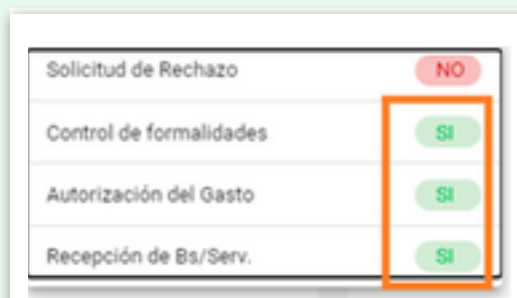 Solicitud de Rechazo NO
Control de formalidades SI
Autorización del Gasto SI
Recepción de Bs/Serv. SI